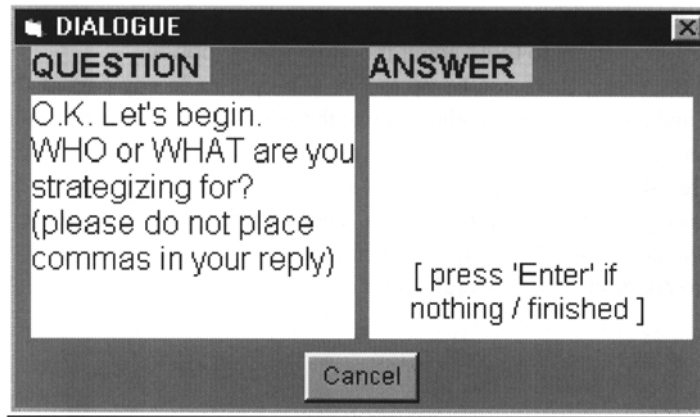 DIALOGUE
QUESTION
O.K. Let's begin.
WHO or WHAT are you
strategizing for?
(please do not place
commas in your reply)
ANSWER
[ press 'Enter' if
nothing / finished ]
Cancel